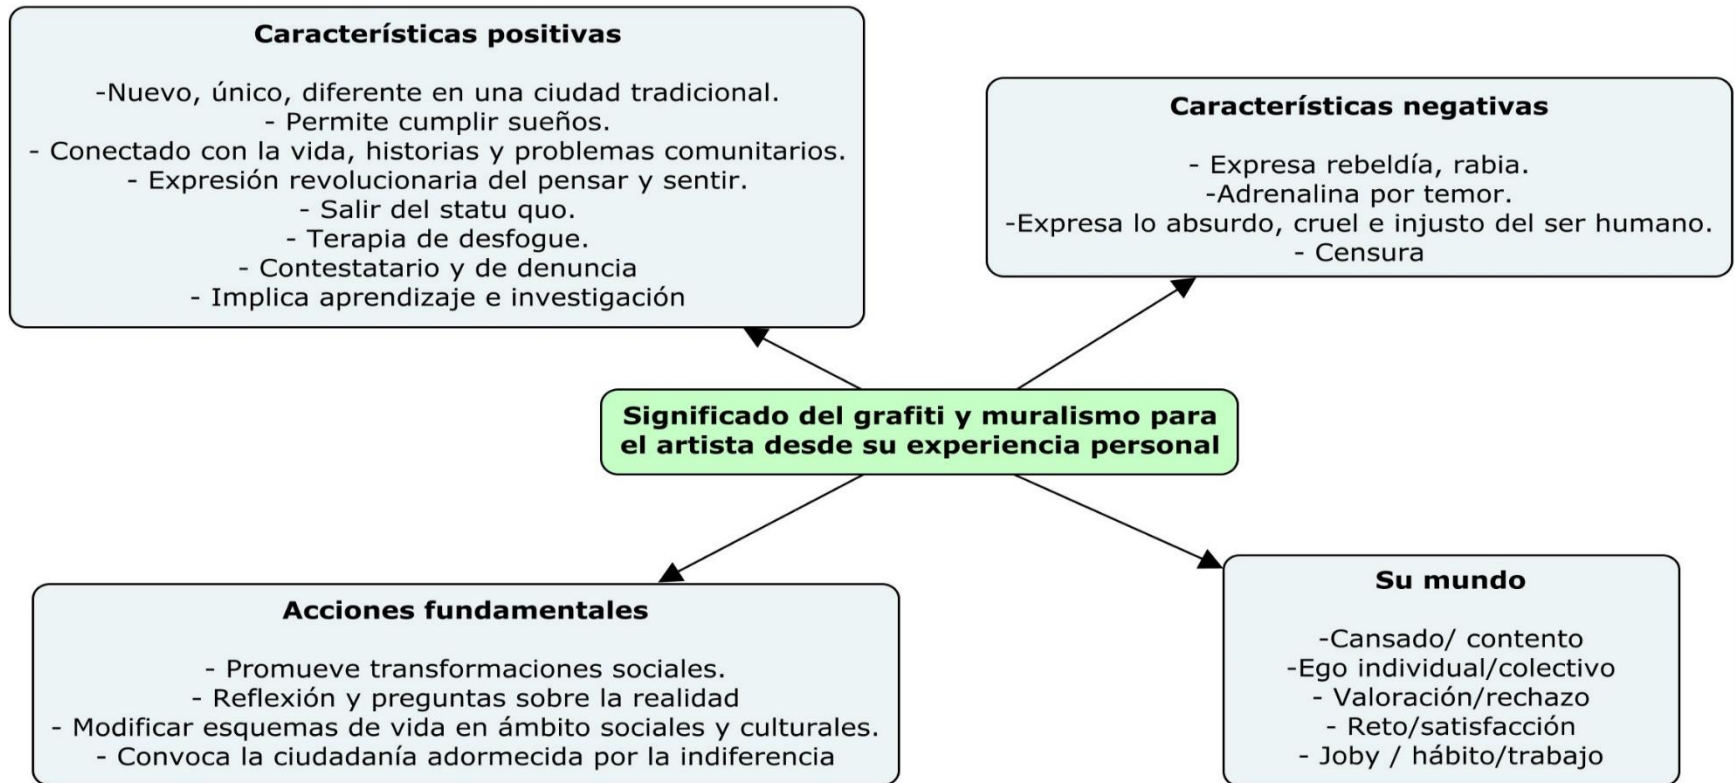 Características positivas
-Nuevo, único, diferente en una ciudad tradicional.
- Permite cumplir sueños.
- Conectado con la vida, historias y problemas comunitarios.
- Expresión revolucionaria del pensar y sentir.
- Salir del statu quo.
- Terapia de desfogue.
- Contestatario y de denuncia
- Implica aprendizaje e investigación
Características negativas
- Expresa rebeldía, rabia.
-Adrenalina por temor.
-Expresa lo absurdo, cruel e injusto del ser humano.
- Censura
Significado del grafiti y muralismo para
el artista desde su experiencia personal
Acciones fundamentales
- Promueve transformaciones sociales.
- Reflexión y preguntas sobre la realidad
- Modificar esquemas de vida en ámbito sociales y culturales.
- Convoca la ciudadanía adormecida por la indiferencia
Su mundo
-Cansado/ contento
-Ego individual/colectivo
- Valoración/rechazo
- Reto/satisfacción
- Joby / hábito/trabajo